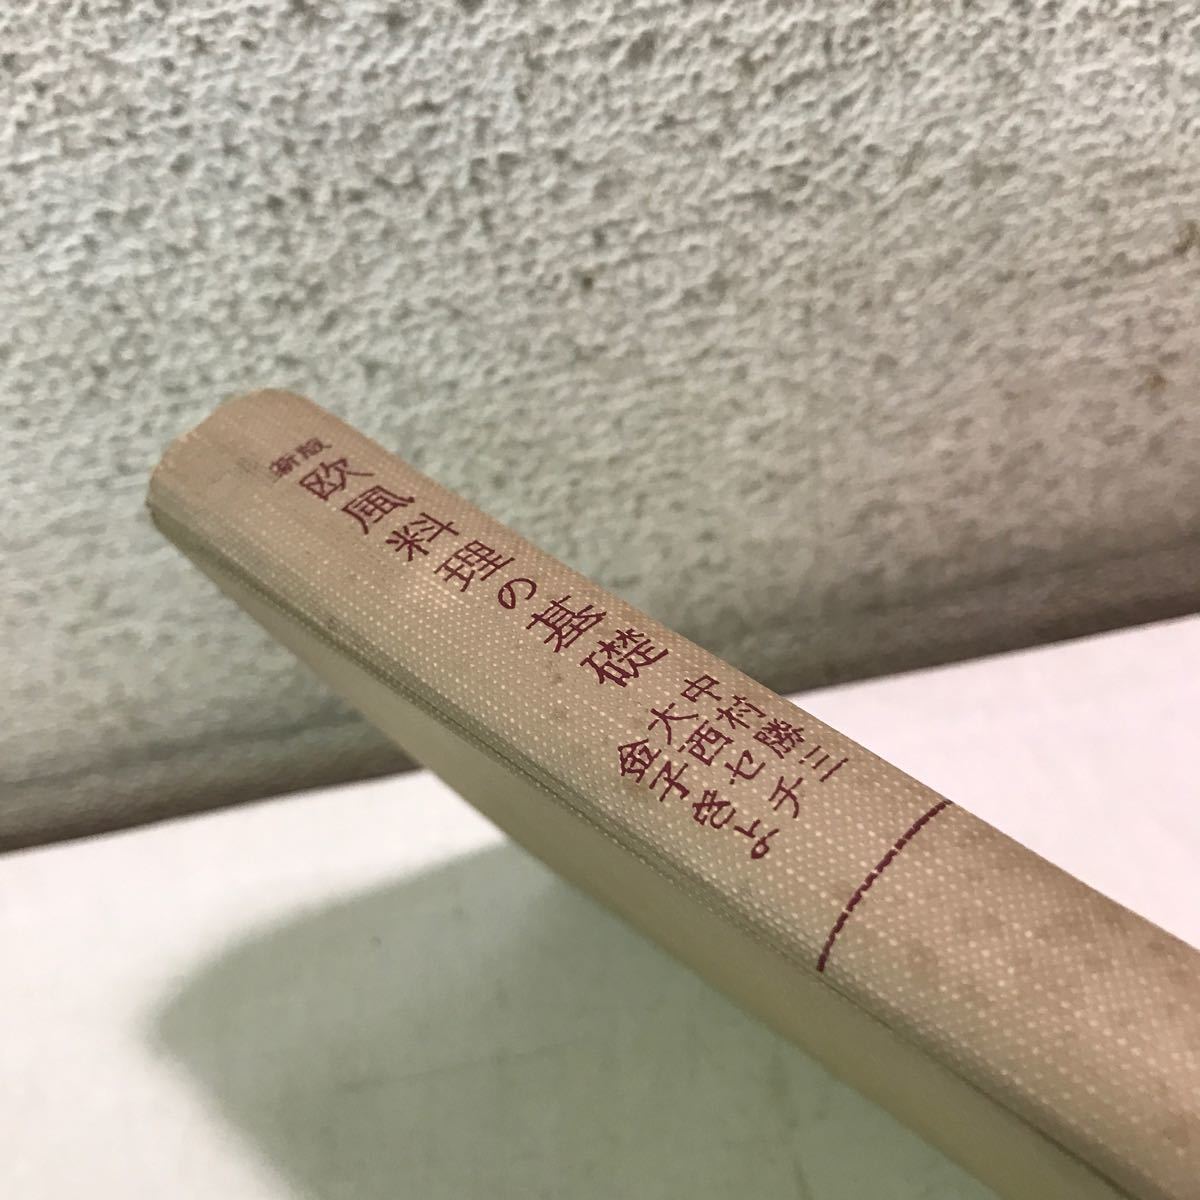 新版
欧風料理の基礎
中村勝三
大西セチ
金子きよ